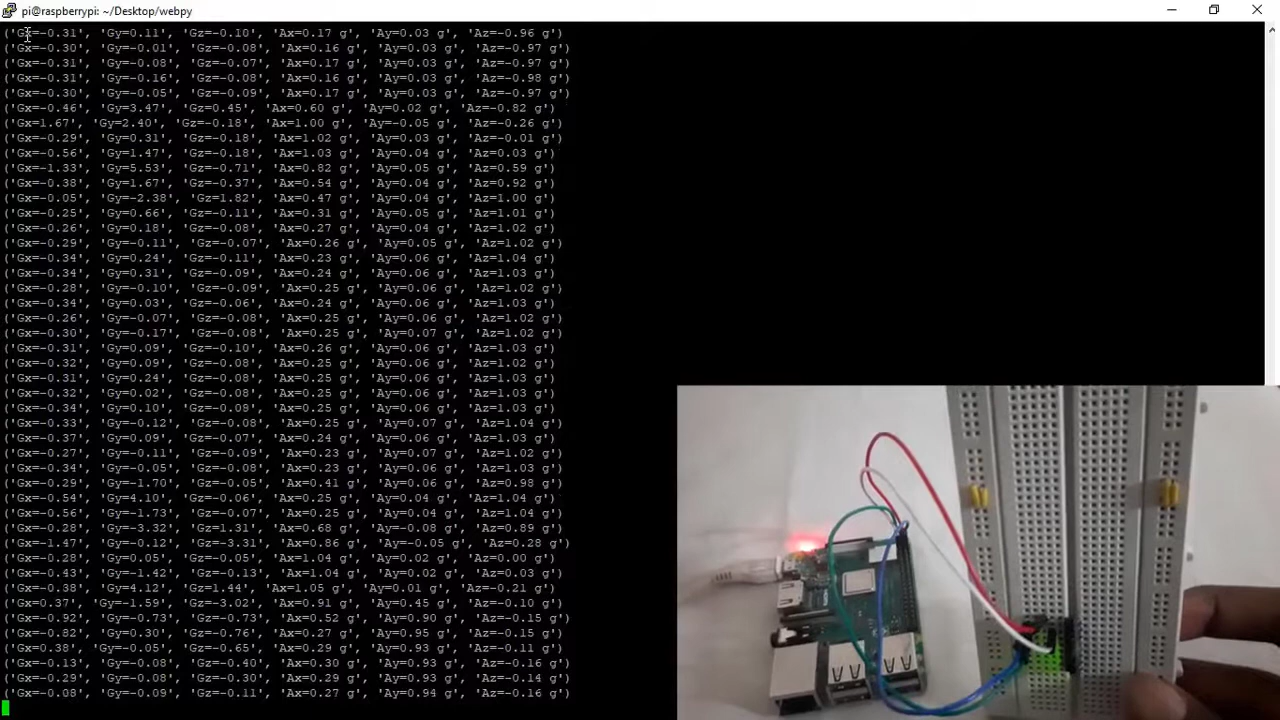 pi@raspberrypi: ~/Desktop/webpy
('Gx=-0.31', 'Gy=0.11', 'Gz=-0.10', 'Ax=0.17 g', 'Ay=0.03 g', 'Az=-0.96 g')
('Gx=-0.30', 'Gy=-0.01', 'Gz=-0.08', 'Ax=0.16 g', 'Ay=0.03 g', 'Az=-0.97 g')
('Gx=-0.31', 'Gy=-0.08', 'Gz=-0.07', 'Ax=0.17 g', 'Ay=0.03 g', 'Az=-0.97 g')
('Gx=-0.31', 'Gy=-0.16', 'Gz=-0.08', 'Ax=0.16 g', 'Ay=0.03 g', 'Az=-0.98 g')
('Gx=-0.30', 'Gy=-0.05', 'Gz=-0.09', 'Ax=0.17 g', 'Ay=0.03 g', 'Az=-0.97 g')
('Gx=-0.46', 'Gy=3.47', 'Gz=0.45', 'Ax=0.60 g', 'Ay=0.02 g', 'Az=-0.82 g')
('Gx=1.67', 'Gy=2.40', 'Gz=-0.18', 'Ax=1.00 g', 'Ay=-0.05 g', 'Az=-0.26 g')
('Gx=-0.29', 'Gy=0.31', 'Gz=-0.18', 'Ax=1.02 g', 'Ay=0.03 g', 'Az=-0.01 g')
('Gx=-0.56', 'Gy=1.47', 'Gz=-0.18', 'Ax=1.03 g', 'Ay=0.04 g', 'Az=0.03 g')
('Gx=-1.33', 'Gy=5.53', 'Gz=-0.71', 'Ax=0.82 g', 'Ay=0.05 g', 'Az=0.59 g')
('Gx=-0.38', 'Gy=1.67', 'Gz=-0.37', 'Ax=0.54 g', 'Ay=0.04 g', 'Az=0.92 g')
('Gx=-0.05', 'Gy=-2.38', 'Gz=1.82', 'Ax=0.47 g', 'Ay=0.04 g', 'Az=1.00 g')
('Gx=-0.25', 'Gy=0.66', 'Gz=-0.11', 'Ax=0.31 g', 'Ay=0.05 g', 'Az=1.01 g')
('Gx=-0.26', 'Gy=0.18', 'Gz=-0.08', 'Ax=0.27 g', 'Ay=0.04 g', 'Az=1.02 g')
('Gx=-0.29', 'Gy=-0.11', 'Gz=-0.07', 'Ax=0.26 g', 'Ay=0.05 g', 'Az=1.02 g')
('Gx=-0.34', 'Gy=0.24', 'Gz=-0.11', 'Ax=0.23 g', 'Ay=0.06 g', 'Az=1.04 g')
('Gx=-0.34', 'Gy=0.31', 'Gz=-0.09', 'Ax=0.24 g', 'Ay=0.06 g', 'Az=1.03 g')
('Gx=-0.28', 'Gy=-0.10', 'Gz=-0.09', 'Ax=0.25 g', 'Ay=0.06 g', 'Az=1.02 g')
('Gx=-0.34', 'Gy=0.03', 'Gz=-0.06', 'Ax=0.24 g', 'Ay=0.06 g', 'Az=1.03 g')
('Gx=-0.26', 'Gy=-0.07', 'Gz=-0.08', 'Ax=0.25 g', 'Ay=0.06 g', 'Az=1.02 g')
('Gx=-0.30', 'Gy=-0.17', 'Gz=-0.08', 'Ax=0.25 g', 'Ay=0.07 g', 'Az=1.02 g')
('Gx=-0.31', 'Gy=0.09', 'Gz=-0.10', 'Ax=0.26 g', 'Ay=0.06 g', 'Az=1.03 g')
('Gx=-0.32', 'Gy=0.09', 'Gz=-0.08', 'Ax=0.25 g', 'Ay=0.06 g', 'Az=1.02 g')
('Gx=-0.31', 'Gy=0.24', 'Gz=-0.08', 'Ax=0.25 g', 'Ay=0.06 g', 'Az=1.03 g')
('Gx=-0.32', 'Gy=0.02', 'Gz=-0.08', 'Ax=0.25 g', 'Ay=0.06 g', 'Az=1.03 g')
('Gx=-0.34', 'Gy=0.10', 'Gz=-0.09', 'Ax=0.25 g', 'Ay=0.06 g', 'Az=1.03 g')
('Gx=-0.33', 'Gy=-0.12', 'Gz=-0.08', 'Ax=0.25 g', 'Ay=0.07 g', 'Az=1.04 g')
('Gx=-0.37', 'Gy=0.09', 'Gz=-0.07', 'Ax=0.24 g', 'Ay=0.06 g', 'Az=1.03 g')
('Gx=-0.27', 'Gy=-0.11', 'Gz=-0.09', 'Ax=0.23 g', 'Ay=0.07 g', 'Az=1.02 g')
('Gx=-0.34', 'Gy=-0.05', 'Gz=-0.08', 'Ax=0.23 g', 'Ay=0.06 g', 'Az=1.03 g')
('Gx=-0.29', 'Gy=-1.70', 'Gz=-0.05', 'Ax=0.41 g', 'Ay=0.06 g', 'Az=0.98 g')
('Gx=-0.54', 'Gy=4.10', 'Gz=-0.06', 'Ax=0.25 g', 'Ay=0.04 g', 'Az=1.04 g')
('Gx=-0.56', 'Gy=-1.73', 'Gz=-0.07', 'Ax=0.25 g', 'Ay=0.04 g', 'Az=1.04 g')
('Gx=-0.28', 'Gy=-3.32', 'Gz=1.31', 'Ax=0.68 g', 'Ay=-0.08 g', 'Az=0.89 g')
('Gx=-1.47', 'Gy=-0.12', 'Gz=-3.31', 'Ax=0.86 g', 'Ay=-0.05 g', 'Az=0.28 g')
('Gx=-0.28', 'Gy=0.05', 'Gz=-0.05', 'Ax=1.04 g', 'Ay=0.02 g', 'Az=0.00 g')
('Gx=-0.43', 'Gy=-1.42', 'Gz=-0.13', 'Ax=1.04 g', 'Ay=0.02 g', 'Az=0.03 g')
('Gx=-0.38', 'Gy=4.12', 'Gz=1.44', 'Ax=1.05 g', 'Ay=0.01 g', 'Az=-0.21 g')
('Gx=0.37', 'Gy=-1.59', 'Gz=-3.02', 'Ax=0.91 g', 'Ay=0.45 g', 'Az=-0.10 g')
('Gx=-0.92', 'Gy=-0.73', 'Gz=-0.73', 'Ax=0.52 g', 'Ay=0.90 g', 'Az=-0.15 g')
('Gx=-0.82', 'Gy=0.30', 'Gz=-0.76', 'Ax=0.27 g', 'Ay=0.95 g', 'Az=-0.15 g')
('Gx=0.38', 'Gy=-0.05', 'Gz=-0.65', 'Ax=0.29 g', 'Ay=0.93 g', 'Az=-0.11 g')
('Gx=-0.13', 'Gy=-0.08', 'Gz=-0.40', 'Ax=0.30 g', 'Ay=0.93 g', 'Az=-0.16 g')
('Gx=-0.29', 'Gy=-0.08', 'Gz=-0.30', 'Ax=0.29 g', 'Ay=0.93 g', 'Az=-0.14 g')
('Gx=-0.08', 'Gy=-0.09', 'Gz=-0.11', 'Ax=0.27 g', 'Ay=0.94 g', 'Az=-0.16 g')